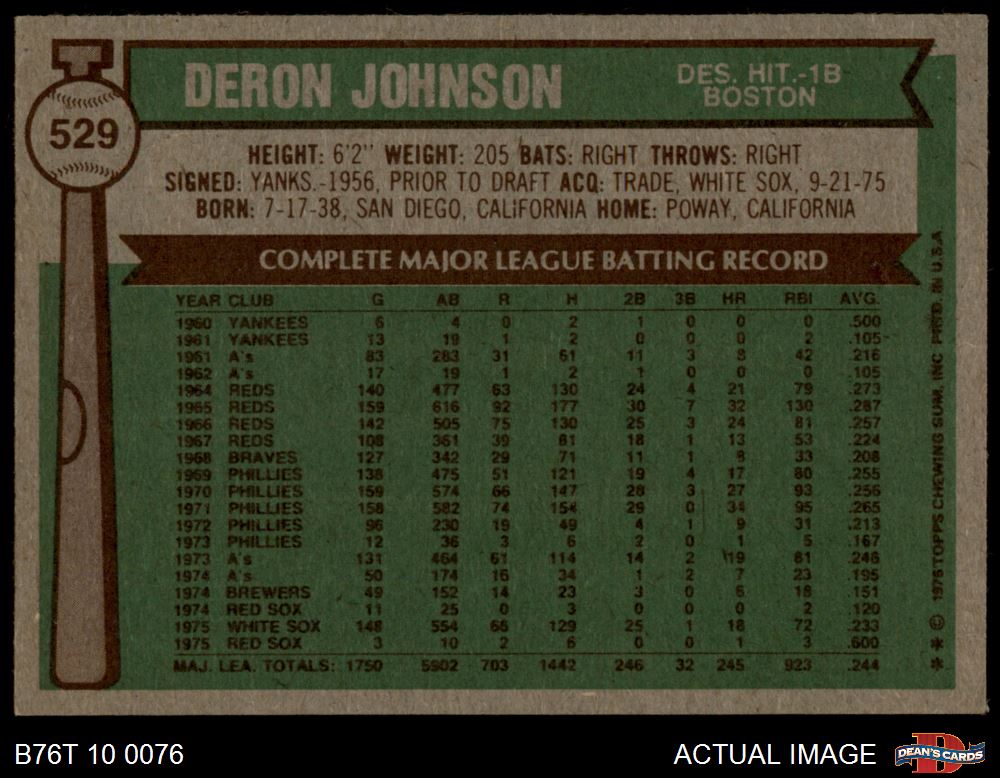 529
DERON JOHNSON
DES. HIT.-1B
BOSTON
HEIGHT: 6'2" WEIGHT: 205 BATS: RIGHT THROWS: RIGHT
SIGNED: YANKS.-1956, PRIOR TO DRAFT ACQ: TRADE, WHITE SOX, 9-21-75
BORN: 7-17-38, SAN DIEGO, CALIFORNIA HOME: POWAY, CALIFORNIA
COMPLETE MAJOR LEAGUE BATTING RECORD
YEAR CLUB G AB R H 2B 3B HR RBI AVG.
1960 YANKEES 6 4 0 2 1 0 0 0 .500
1961 YANKEES 13 19 1 2 0 0 0 2 .105
1961 A's 83 283 31 61 11 3 8 42 .216
1962 A's 17 19 1 2 1 0 0 0 .105
1964 REDS 140 477 63 130 24 4 21 79 .273
1965 REDS 159 616 92 177 30 7 32 130 .287
1966 REDS 142 505 75 130 25 3 24 81 .257
1967 REDS 108 361 39 81 18 1 13 53 .224
1968 BRAVES 127 342 29 71 11 1 8 33 .208
1969 PHILLIES 138 475 51 121 19 4 17 80 .255
1970 PHILLIES 159 574 66 147 28 3 27 93 .256
1971 PHILLIES 158 582 74 154 29 0 34 95 .265
1972 PHILLIES 96 230 19 49 4 1 9 31 .213
1973 PHILLIES 12 36 3 6 2 0 1 5 .167
1973 A's 131 464 61 114 14 2 19 81 .246
1974 A's 50 174 16 34 1 2 7 23 .195
1974 BREWERS 49 152 14 23 3 0 6 18 .151
1974 RED SOX 11 25 0 3 0 0 0 2 .120
1975 WHITE SOX 148 554 66 129 25 1 18 72 .233
1975 RED SOX 3 10 2 6 0 0 1 3 .600
MAJ. LEA. TOTALS: 1750 5902 703 1442 246 32 245 923 .244
* * © 1976 TOPPS CHEWING GUM, INC PRTD. IN U.S.A
B76T 10 0076
ACTUAL IMAGE
DEAN'S CARDS